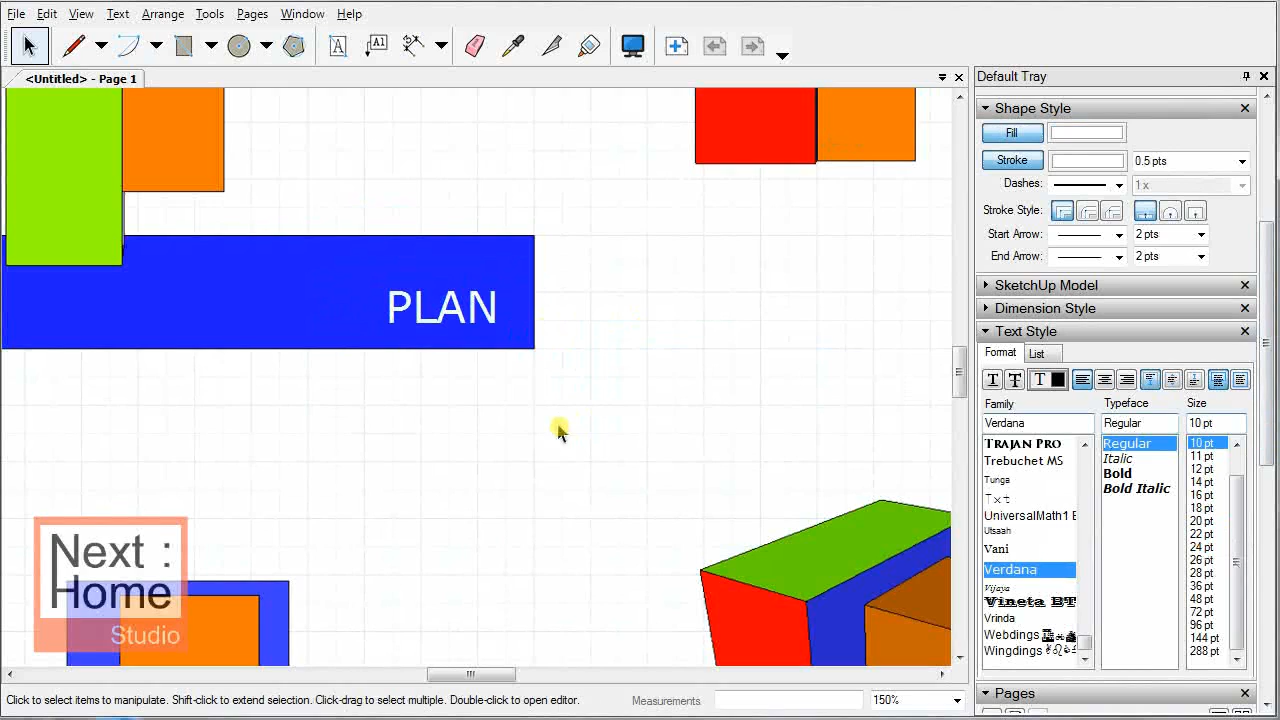 File Edit View Text Arrange Tools Pages Window Help
A1
<Untitled> - Page 1
Default Tray
Shape Style
Fill
Stroke
0.5 pts
Dashes:
1 x
Stroke Style:
Start Arrow:
2 pts
End Arrow:
2 pts
SketchUp Model
Dimension Style
Text Style
Format
List
Family
Typeface
Size
Verdana
Regular
10 pt
TRAJAN PRO
Trebuchet MS
Tunga
Txt
UniversalMath1 E
Utsaah
Vani
Verdana
Vijaya
Vineta BT
Vrinda
Webdings
Wingdings
Regular
Italic
Bold
Bold Italic
10 pt
11 pt
12 pt
14 pt
16 pt
18 pt
20 pt
22 pt
24 pt
26 pt
28 pt
36 pt
48 pt
72 pt
96 pt
144 pt
288 pt
Pages
PLAN
Next :
Home
Studio
Click to select items to manipulate. Shift-click to extend selection. Click-drag to select multiple. Double-click to open editor.
Measurements
150%